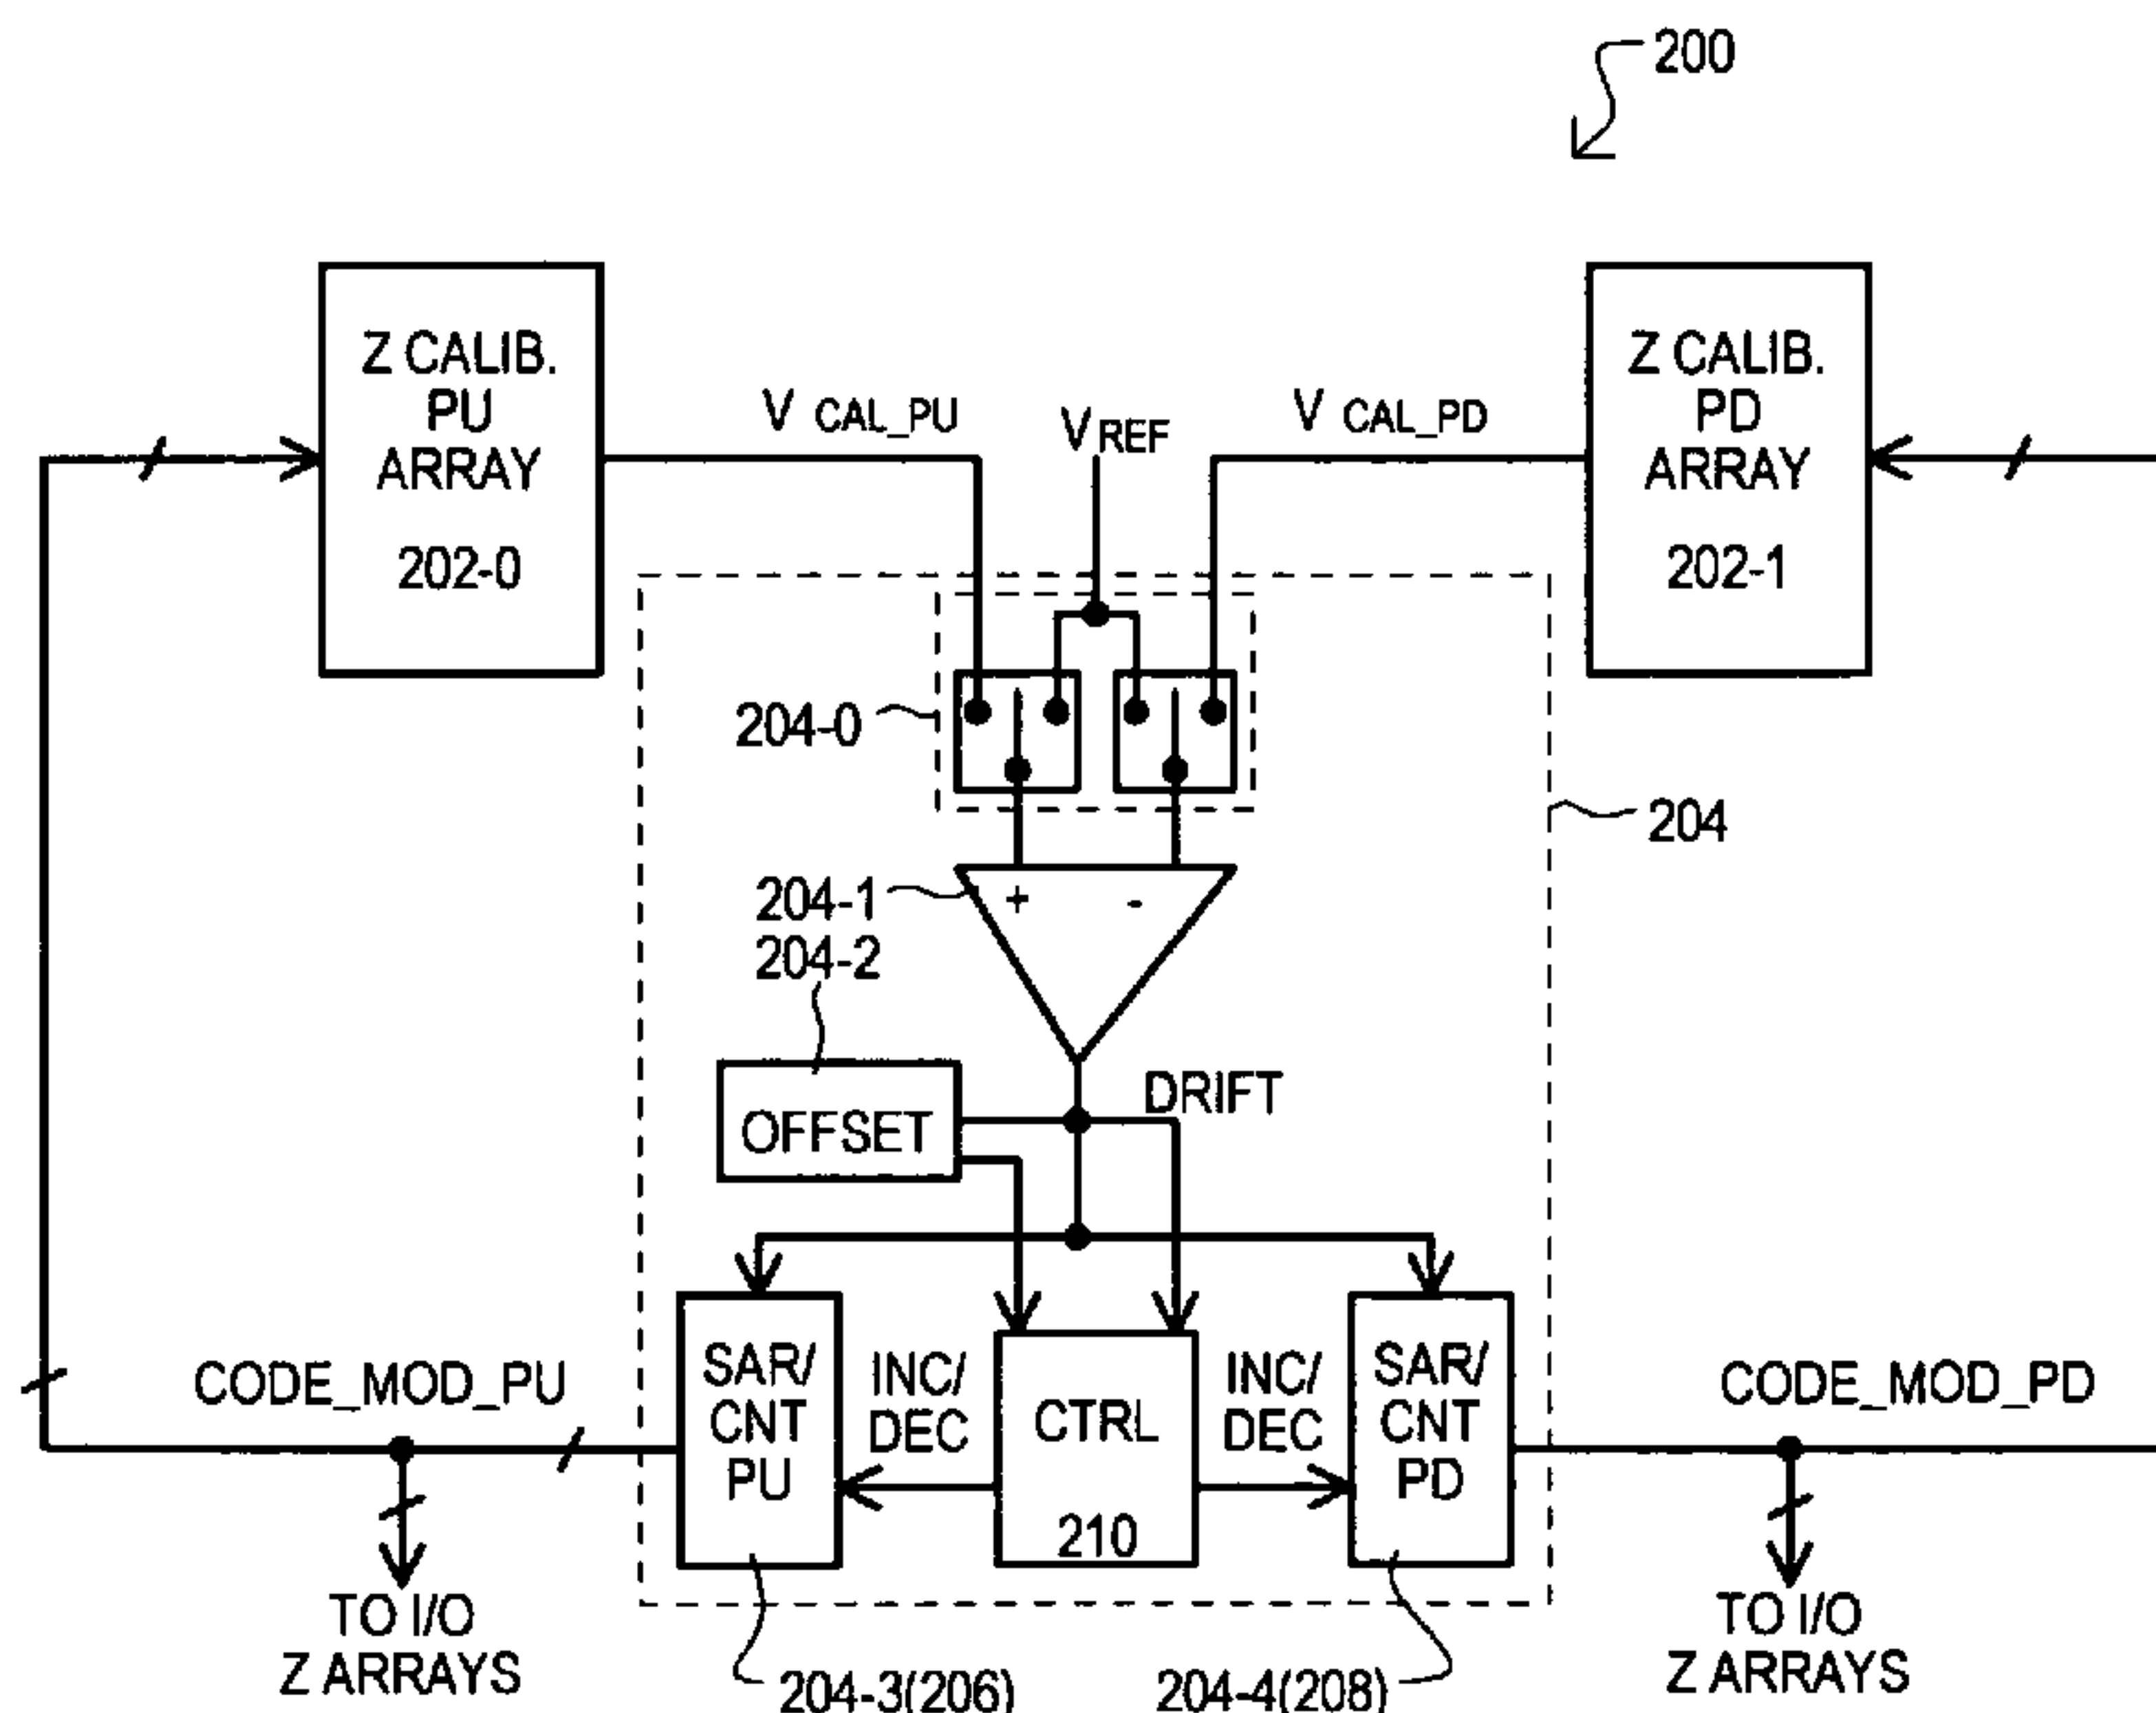 200
Z CALIB.
PU
ARRAY
202-0
V CAL_PU
VREF
V CAL_PD
Z CALIB.
PD
ARRAY
202-1
204-0
204
204-1
+ -
204-2
OFFSET
DRIFT
SAR/
CNT
PU
INC/
DEC
CTRL
210
INC/
DEC
SAR/
CNT
PD
CODE_MOD_PU
CODE_MOD_PD
TO I/O
Z ARRAYS
204-3(206)
204-4(208)
TO I/O
Z ARRAYS